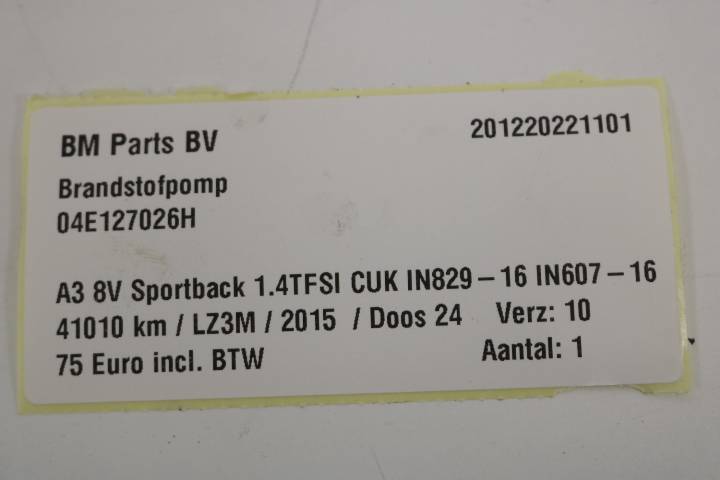 BM Parts BV 201220221101
Brandstofpomp
04E127026H
A3 8V Sportback 1.4TFSI CUK IN829-16 IN607-16
41010 km / LZ3M / 2015 / Doos 24 Verz: 10
75 Euro incl. BTW Aantal: 1